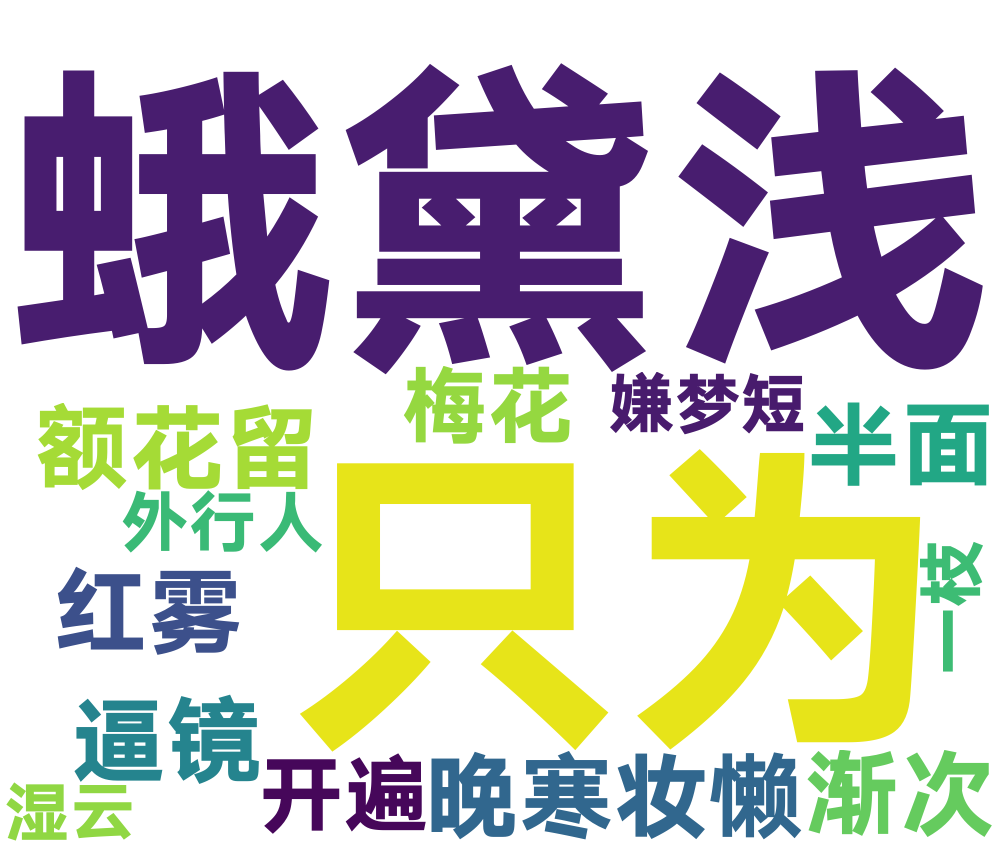 蛾黛浅
梅花
嫌梦短
额花留
半面
外行人
只为
一枝
红雾
逼镜
开遍
晚寒妆懒
渐次
湿云